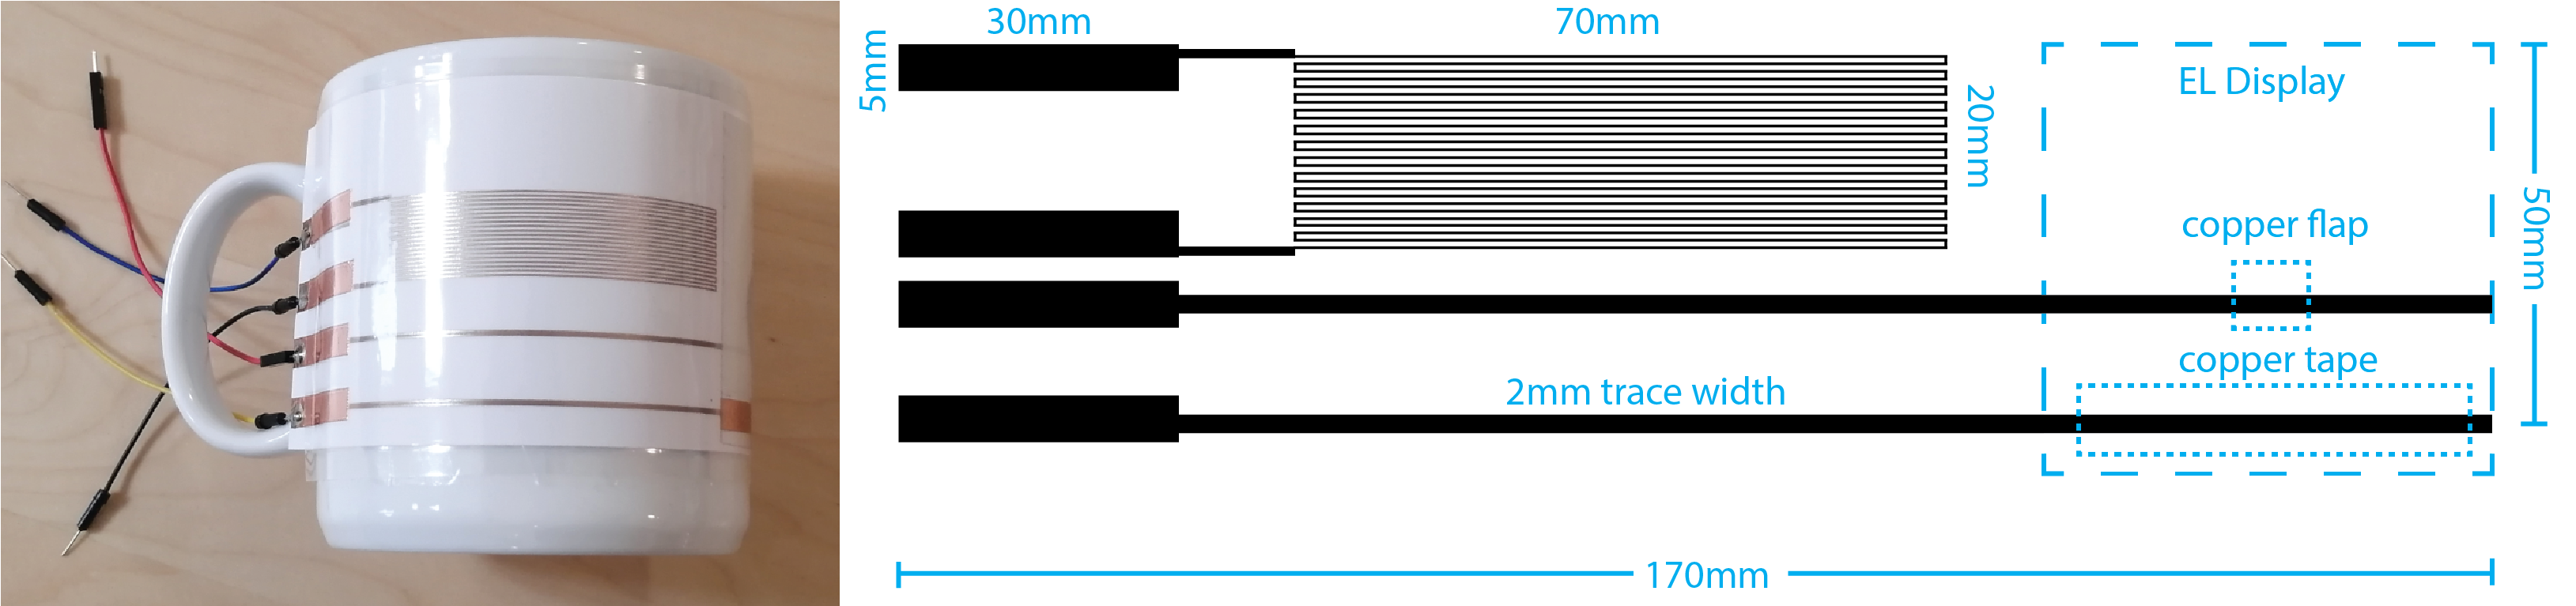 30mm
70mm
5mm
20mm
EL Display
copper flap
copper tape
2mm trace width
50mm
170mm